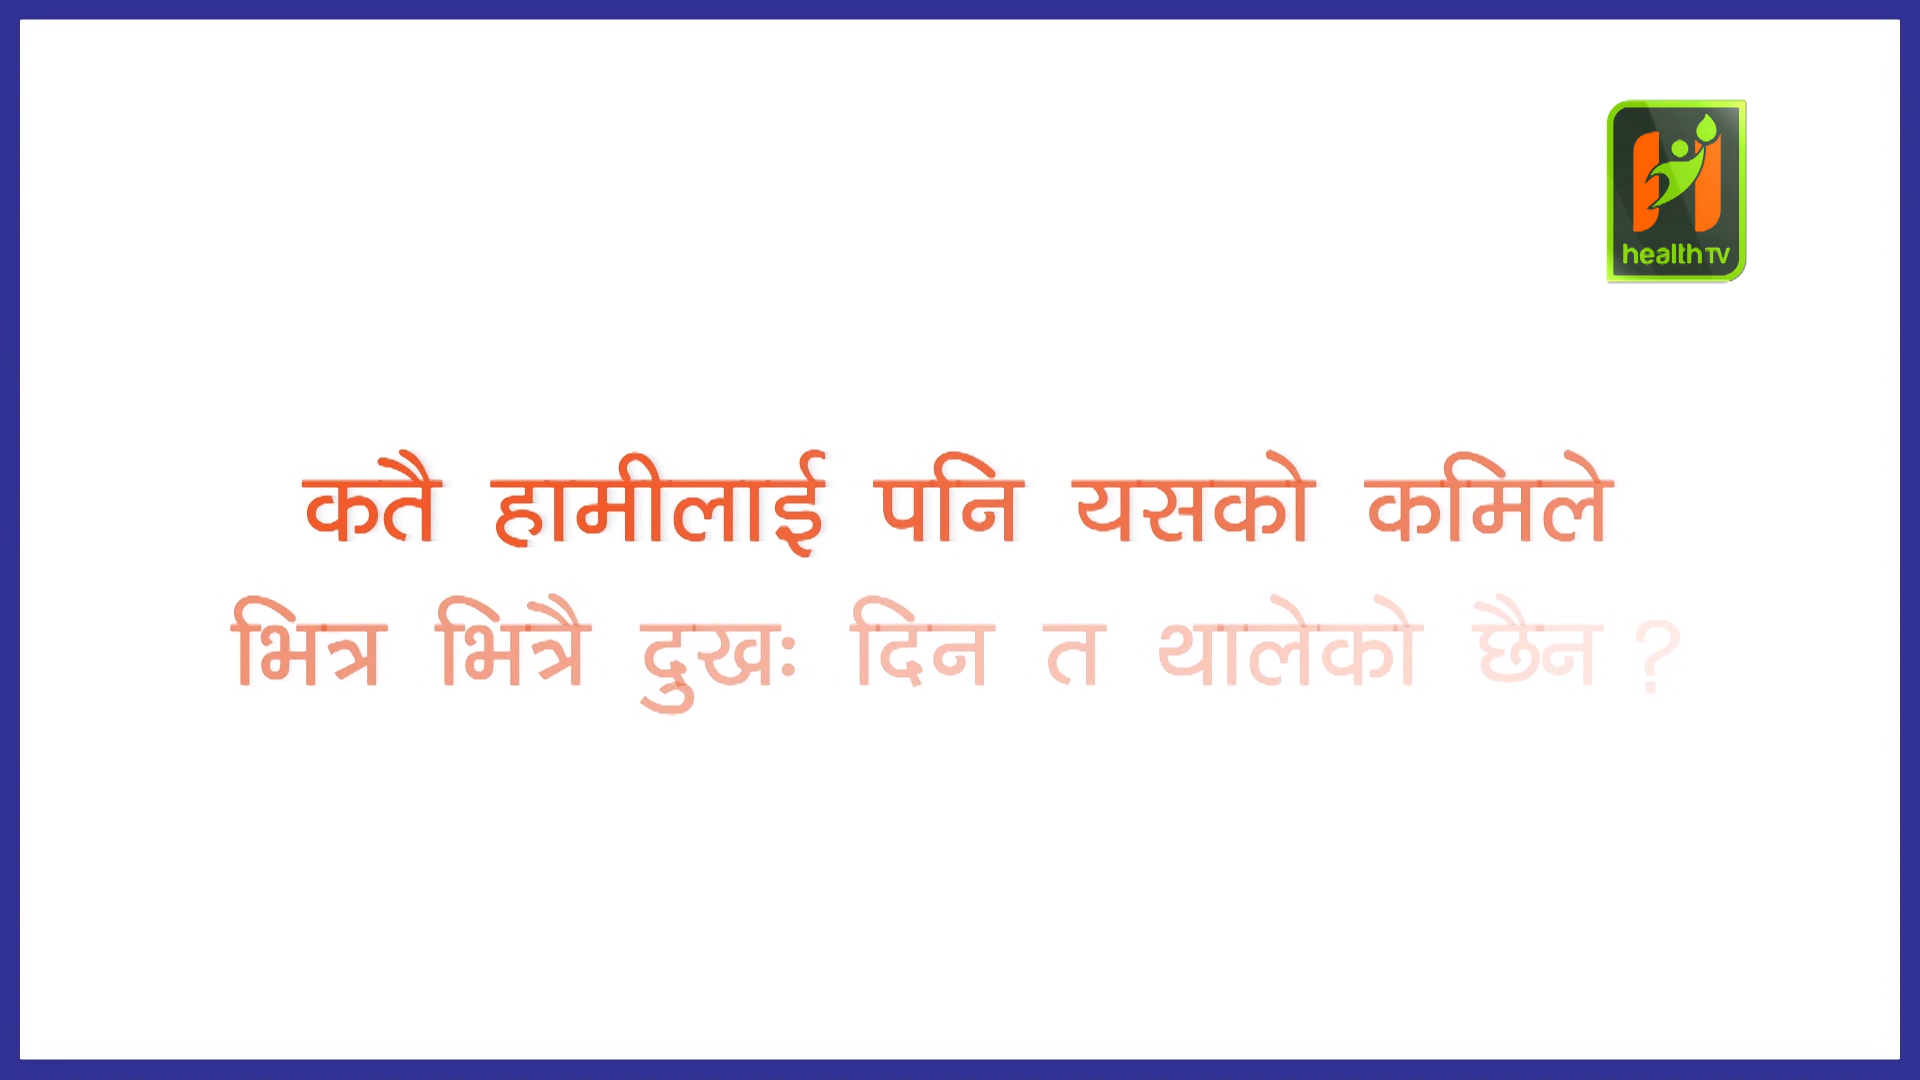 healthTV
कतै हामीलाई पनि यसको कमिले
भित्र भित्रै दुखः दिन त थालेको छैन ?